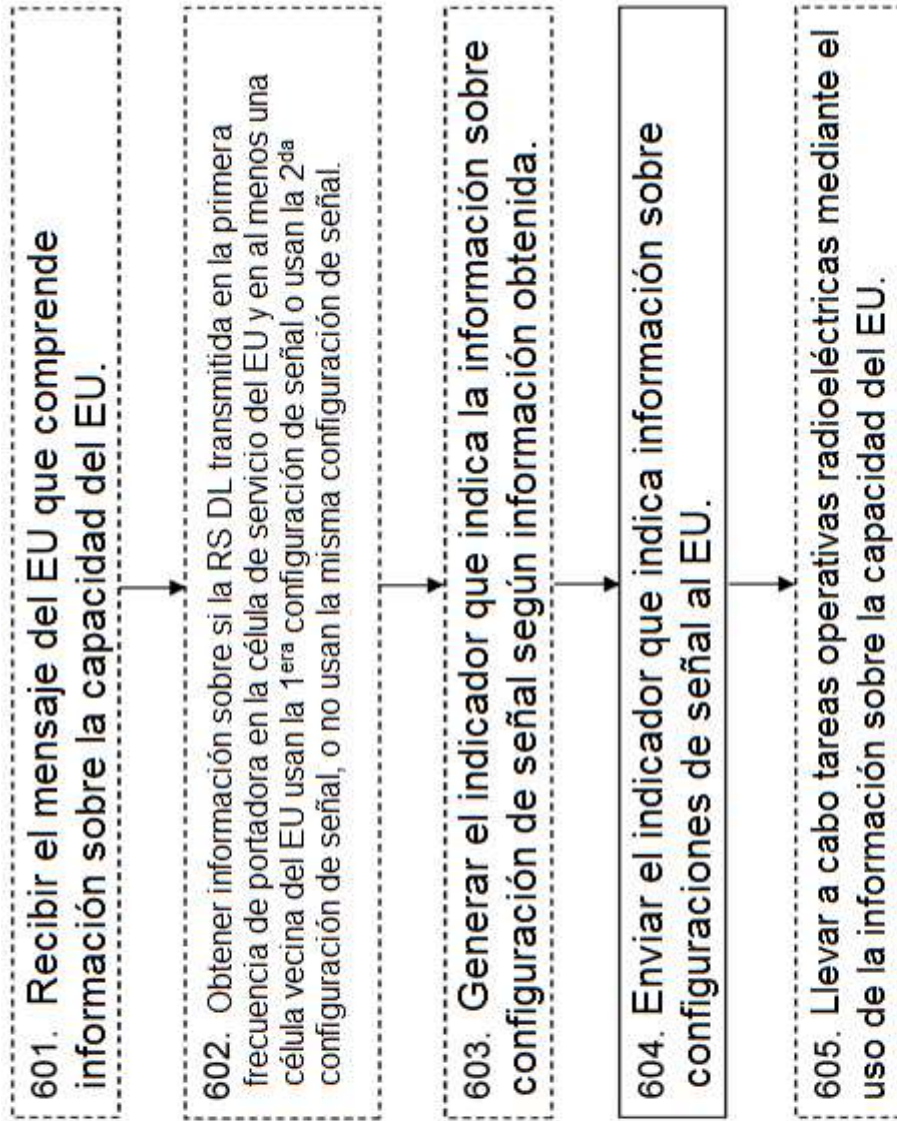 601. Recibir el mensaje del EU que comprende
información sobre la capacidad del EU.
602. Obtener información sobre si la RS DL transmitida en la primera
frecuencia de portadora en la célula de servicio del EU y en al menos una
célula vecina del EU usan la 1era configuración de señal o usan la 2da
configuración de señal, o no usan la misma configuración de señal.
603. Generar el indicador que indica la información sobre
configuración de señal según información obtenida.
604. Enviar el indicador que indica información sobre
configuraciones de señal al EU.
605. Llevar a cabo tareas operativas radioeléctricas mediante el
uso de la información sobre la capacidad del EU.